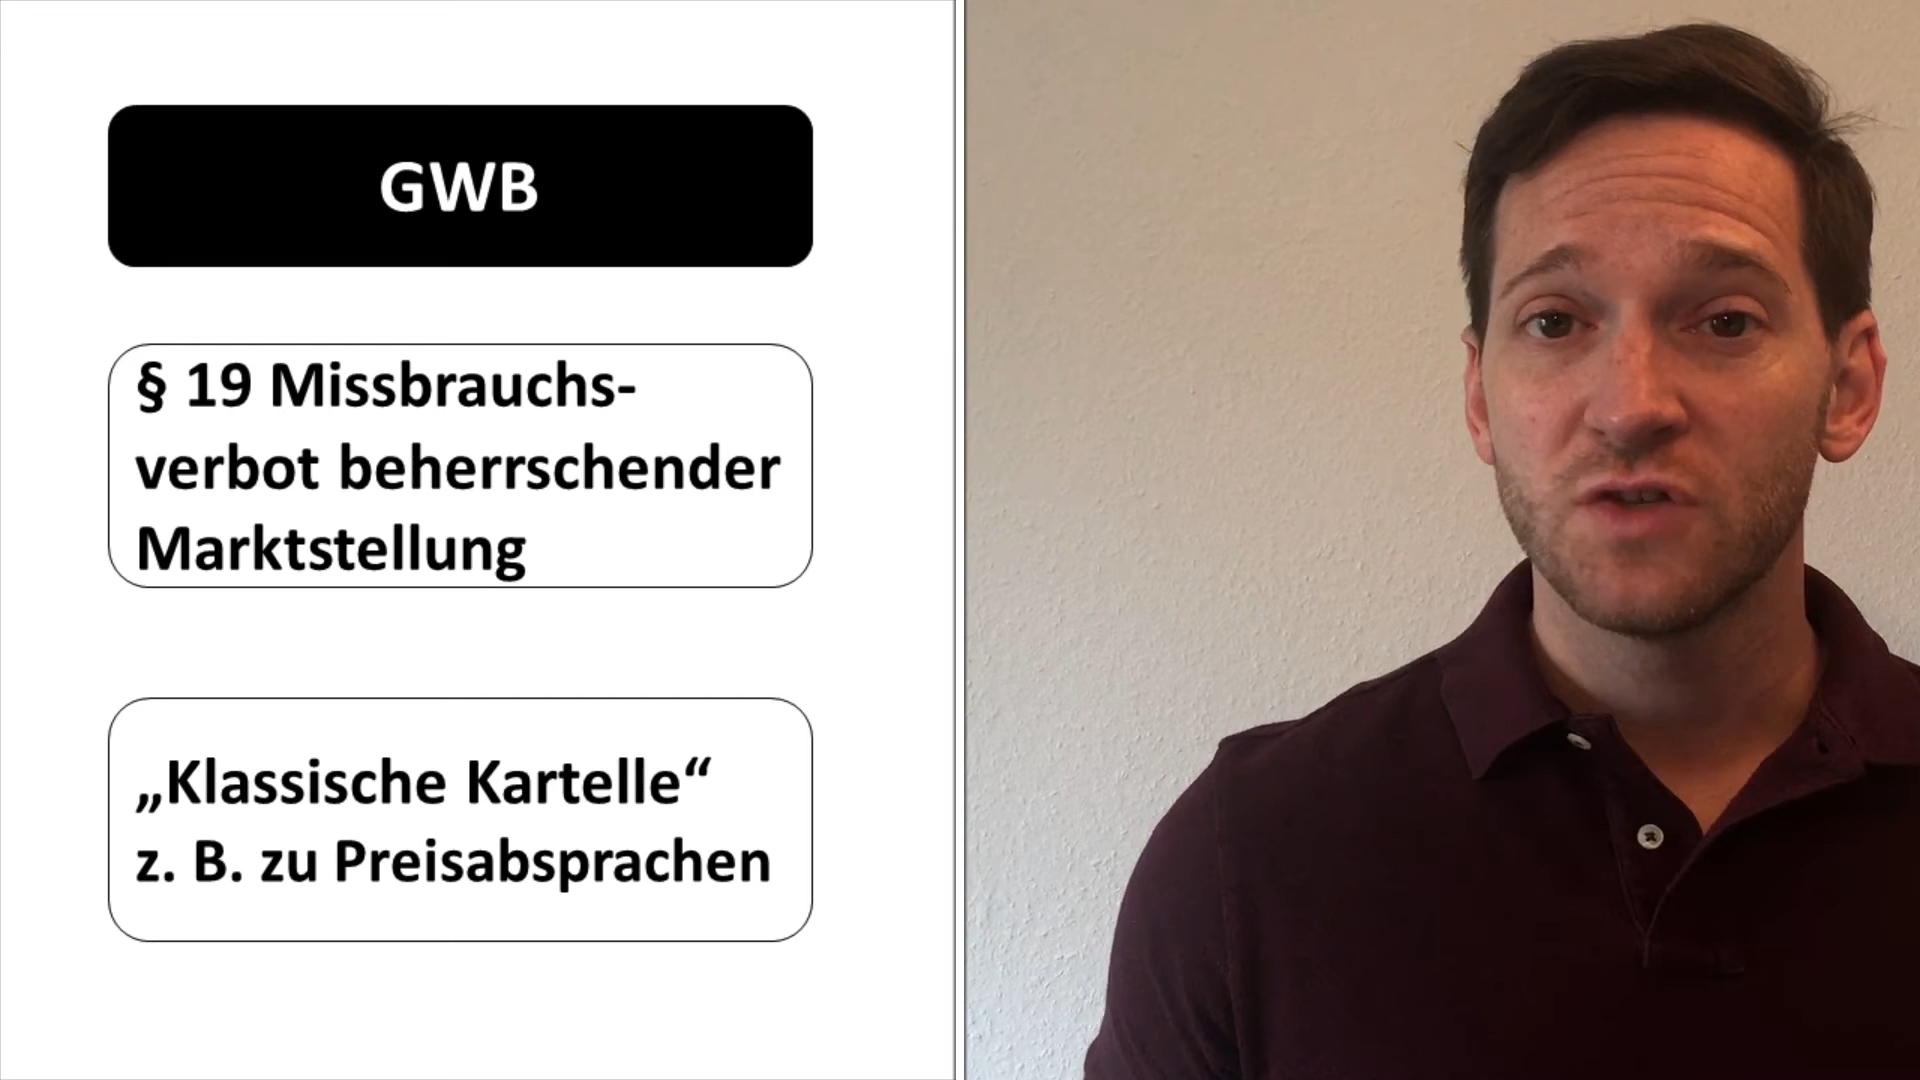 GWB
§ 19 Missbrauchs-
verbot beherrschender
Marktstellung
„Klassische Kartelle“
z. B. zu Preisabsprachen